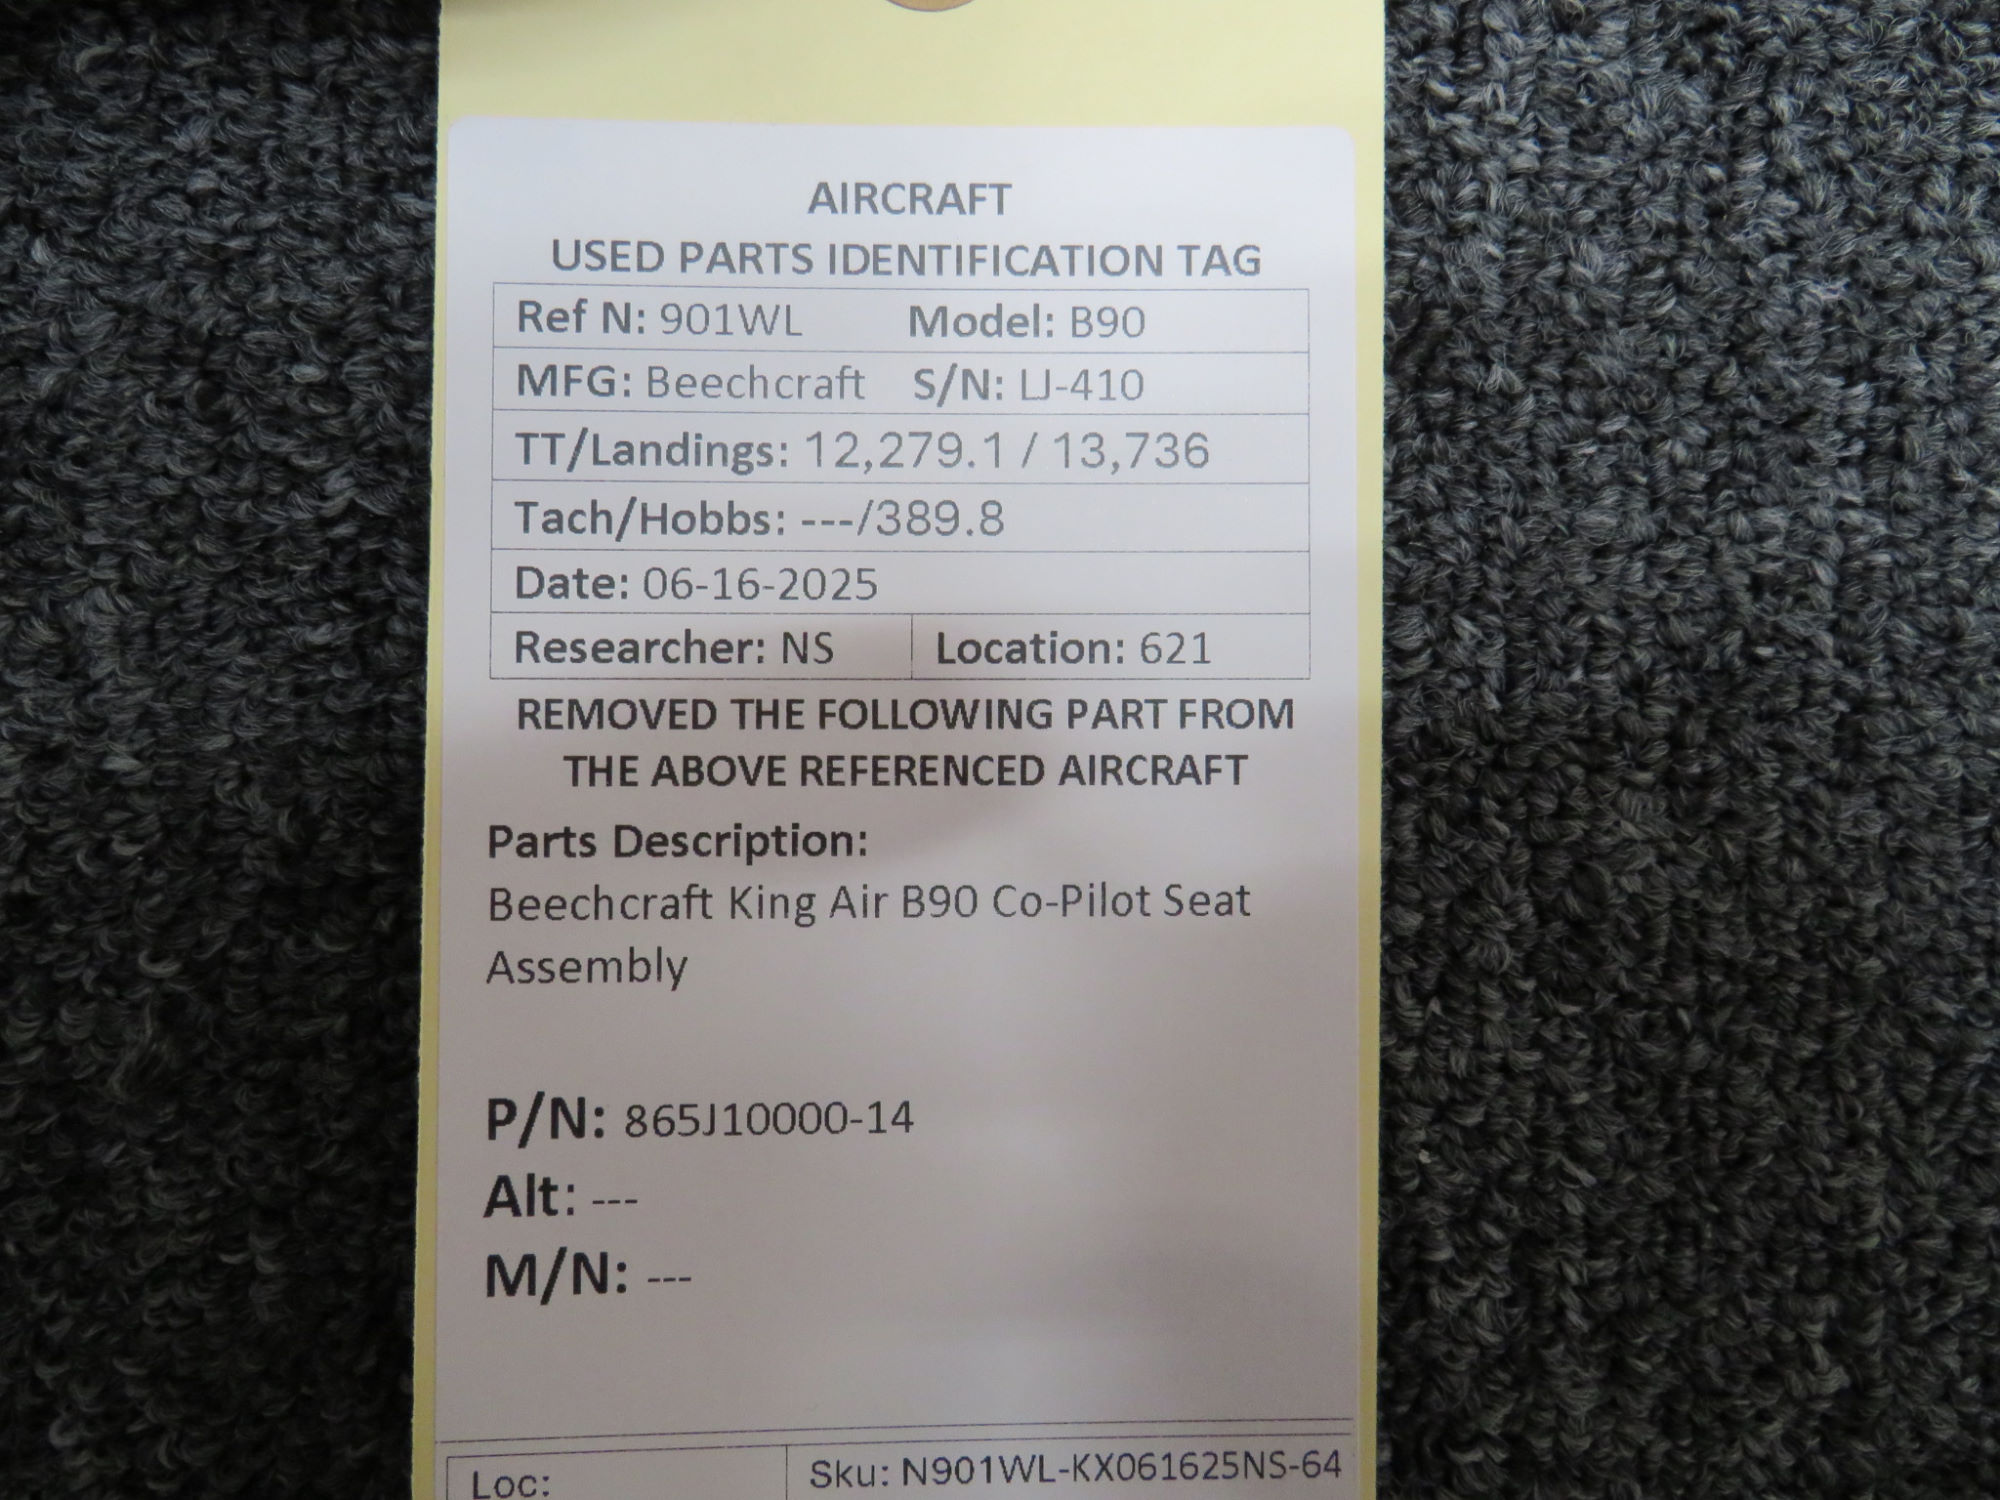 AIRCRAFT
USED PARTS IDENTIFICATION TAG
Ref N: 901WL Model: B90
MFG: Beechcraft S/N: LJ-410
TT/Landings: 12,279.1 / 13,736
Tach/Hobbs: ---/389.8
Date: 06-16-2025
Researcher: NS Location: 621
REMOVED THE FOLLOWING PART FROM
THE ABOVE REFERENCED AIRCRAFT
Parts Description:
Beechcraft King Air B90 Co-Pilot Seat
Assembly
P/N: 865J10000-14
Alt: ---
M/N: ---
Loc: Sku: N901WL-KX061625NS-64